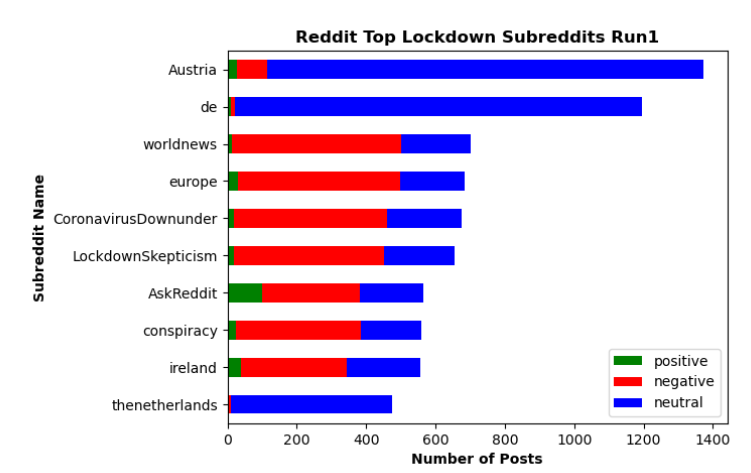 Reddit Top Lockdown Subreddits Run1
Subreddit Name
Austria
de
worldnews
europe
CoronavirusDownunder
LockdownSkepticism
AskReddit
conspiracy
ireland
thenetherlands
positive
negative
neutral
0 200 400 600 800 1000 1200 1400
Number of Posts